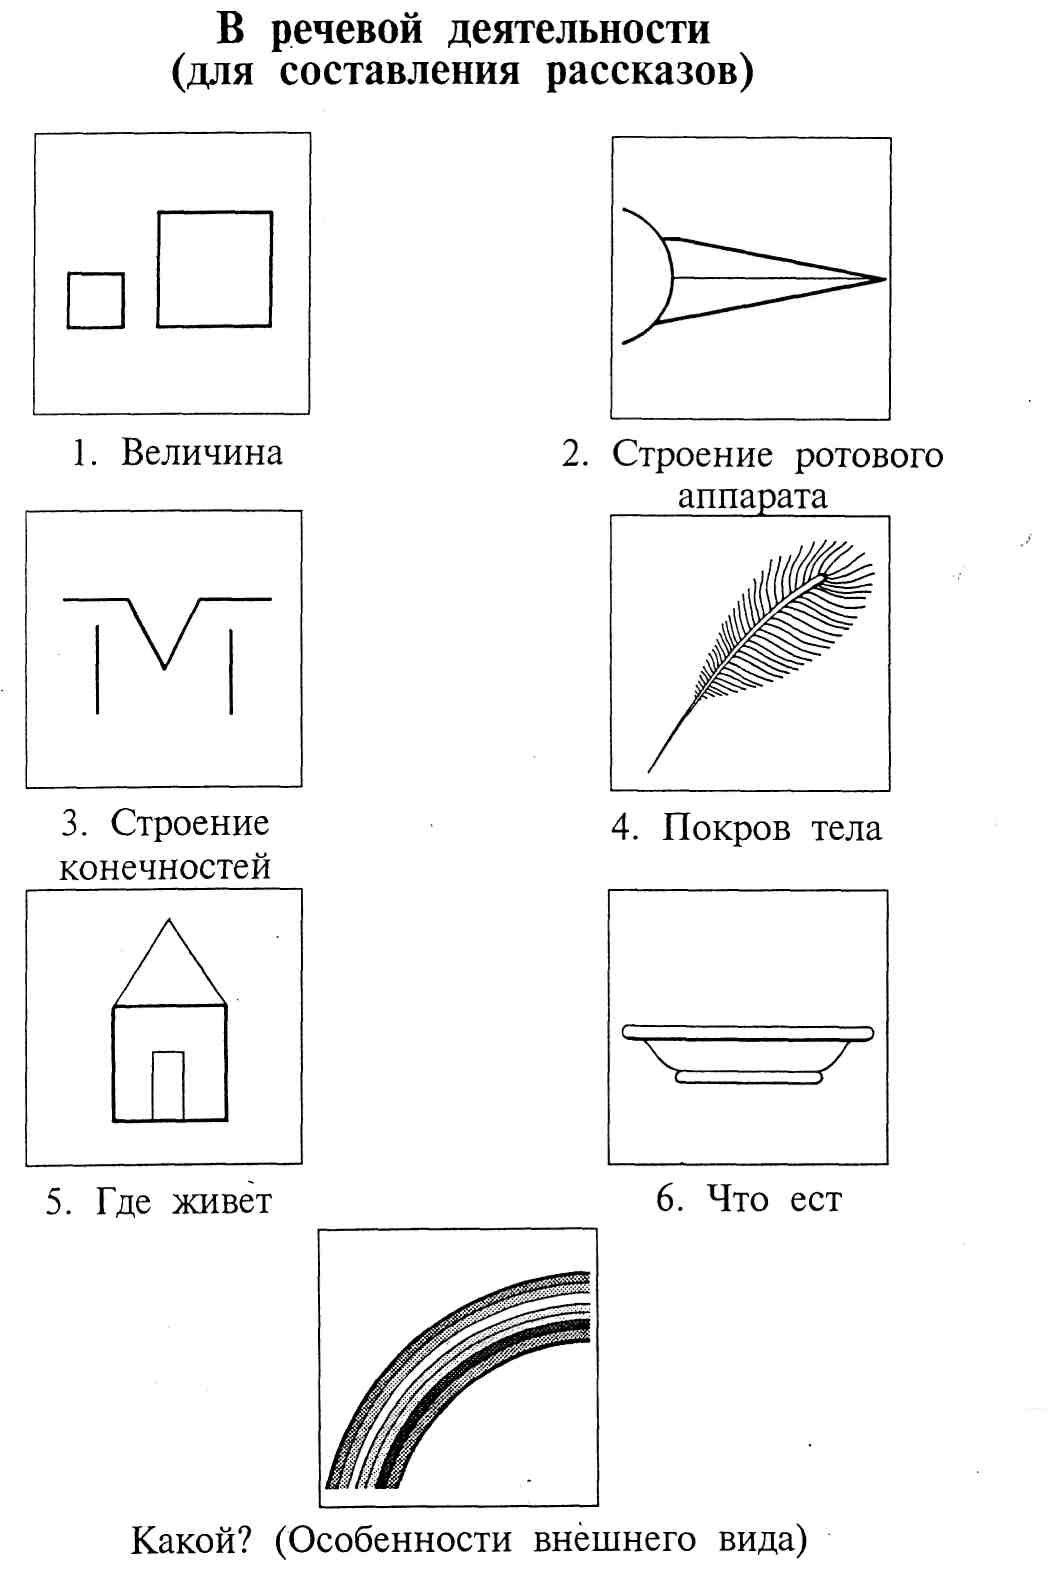 В речевой деятельности
(для составления рассказов)
1. Величина
2. Строение ротового
аппарата
3. Строение
конечностей
4. Покров тела
5. Где живет
6. Что ест
Какой? (Особенности внешнего вида)